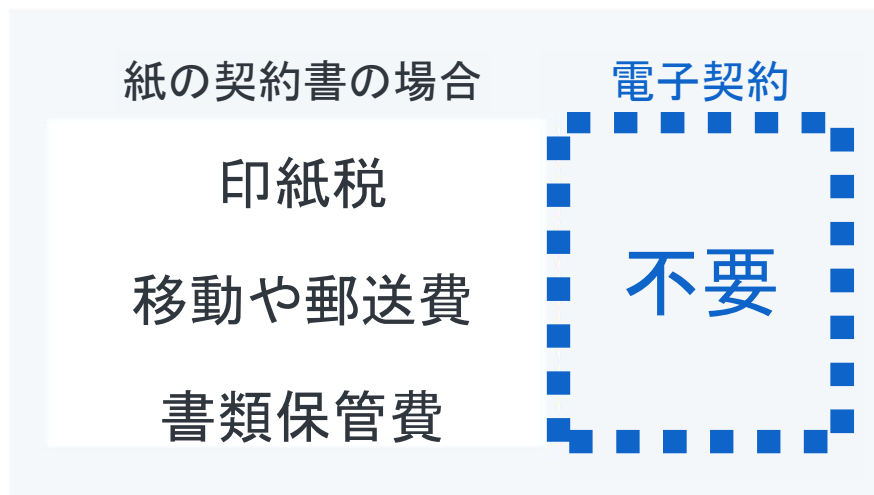 紙の契約書の場合
電子契約
印紙税
移動や郵送費
不要
書類保管費